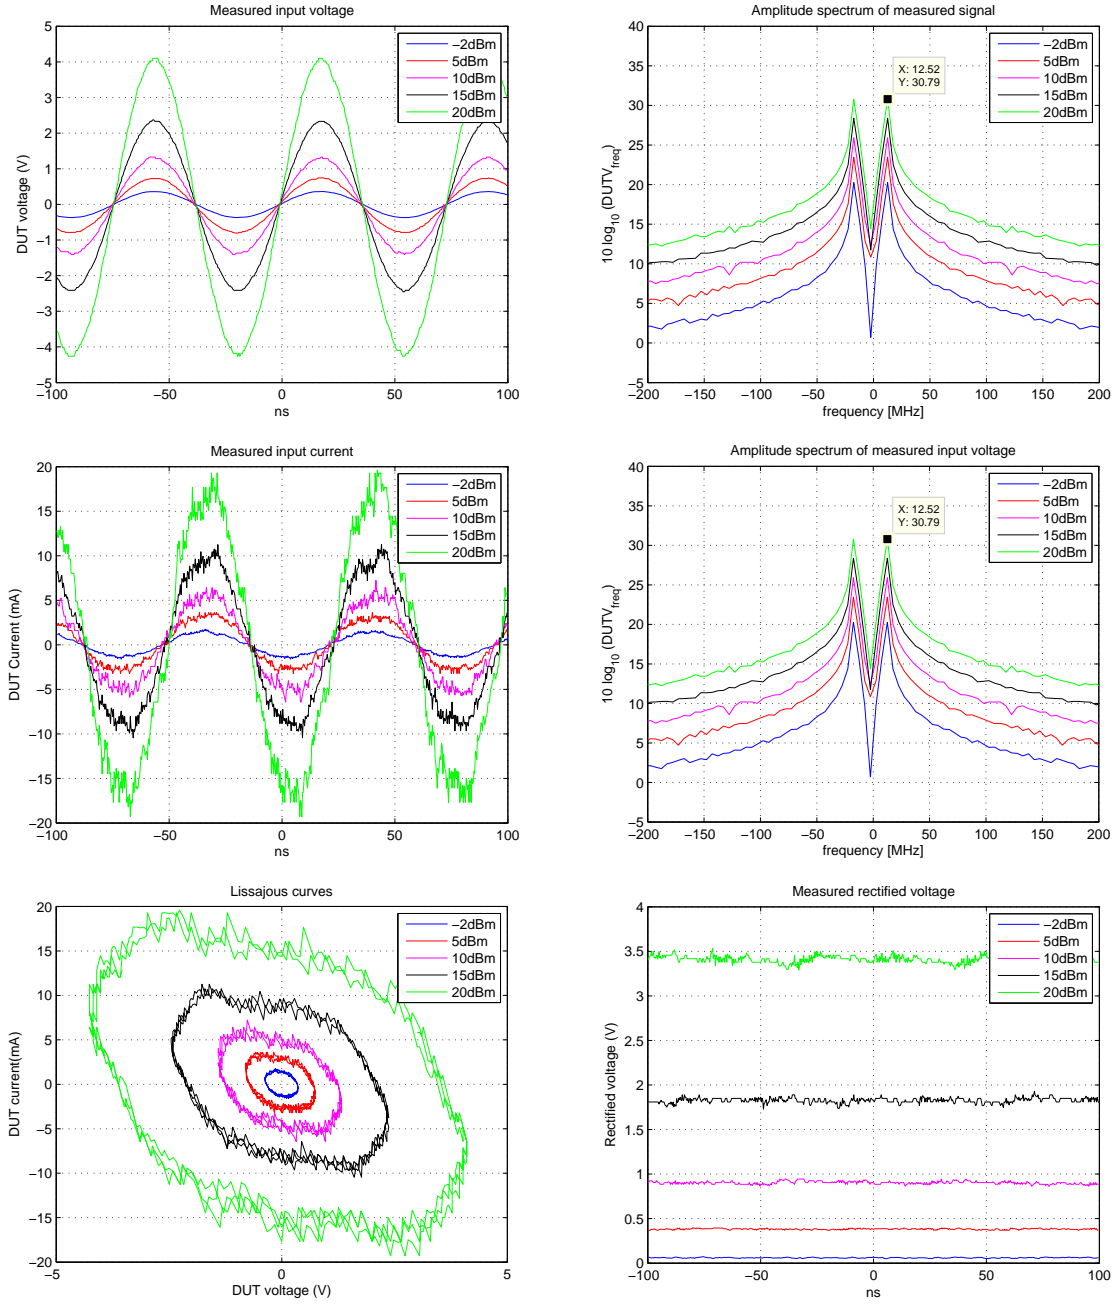 Measured input voltage
DUT voltage (V)
5
4
3
2
1
0
−1
−2
−3
−4
−5
−100
−50
0
50
100
ns
−2dBm
5dBm
10dBm
15dBm
20dBm
Amplitude spectrum of measured signal
10 log10 (DUTVfreq)
40
35
30
25
20
15
10
5
0
−5
−200
−150
−100
−50
0
50
100
150
200
frequency [MHz]
X: 12.52
Y: 30.79
−2dBm
5dBm
10dBm
15dBm
20dBm
Measured input current
DUT Current (mA)
20
15
10
5
0
−5
−10
−15
−20
−100
−50
0
50
100
ns
−2dBm
5dBm
10dBm
15dBm
20dBm
Amplitude spectrum of measured input voltage
10 log10 (DUTVfreq)
40
35
30
25
20
15
10
5
0
−5
−200
−150
−100
−50
0
50
100
150
200
frequency [MHz]
X: 12.52
Y: 30.79
−2dBm
5dBm
10dBm
15dBm
20dBm
Lissajous curves
DUT current(mA)
20
15
10
5
0
−5
−10
−15
−20
−5
0
5
DUT voltage (V)
−2dBm
5dBm
10dBm
15dBm
20dBm
Measured rectified voltage
Rectified voltage (V)
4
3.5
3
2.5
2
1.5
1
0.5
0
−100
−50
0
50
100
ns
−2dBm
5dBm
10dBm
15dBm
20dBm